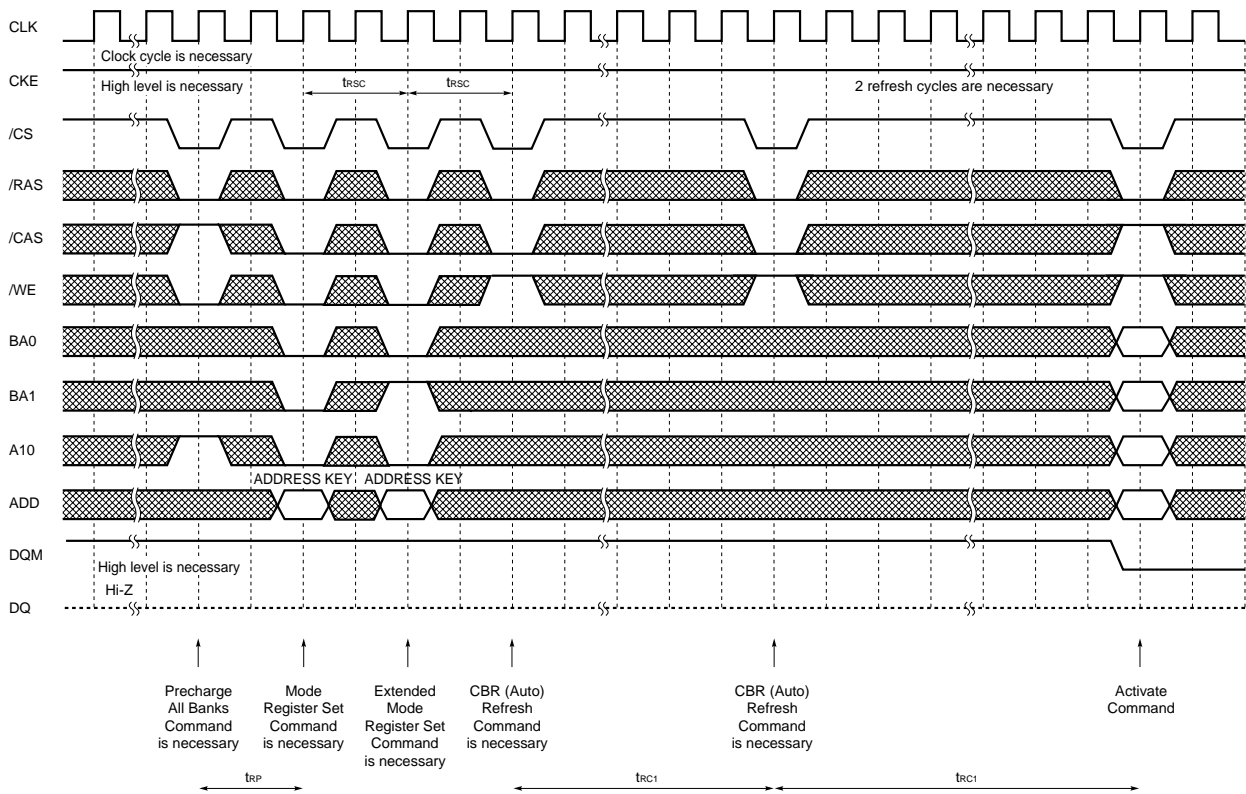 CLK
Clock cycle is necessary
CKE
High level is necessary
tRSC
tRSC
2 refresh cycles are necessary
/CS
/RAS
/CAS
/WE
BA0
BA1
A10
ADDRESS KEY
ADDRESS KEY
ADD
DQM
High level is necessary
Hi-Z
DQ
Precharge
All Banks
Command
is necessary
Mode
Register Set
Command
is necessary
Extended
Mode
Register Set
Command
is necessary
CBR (Auto)
Refresh
Command
is necessary
CBR (Auto)
Refresh
Command
is necessary
Activate
Command
tRP
tRC1
tRC1